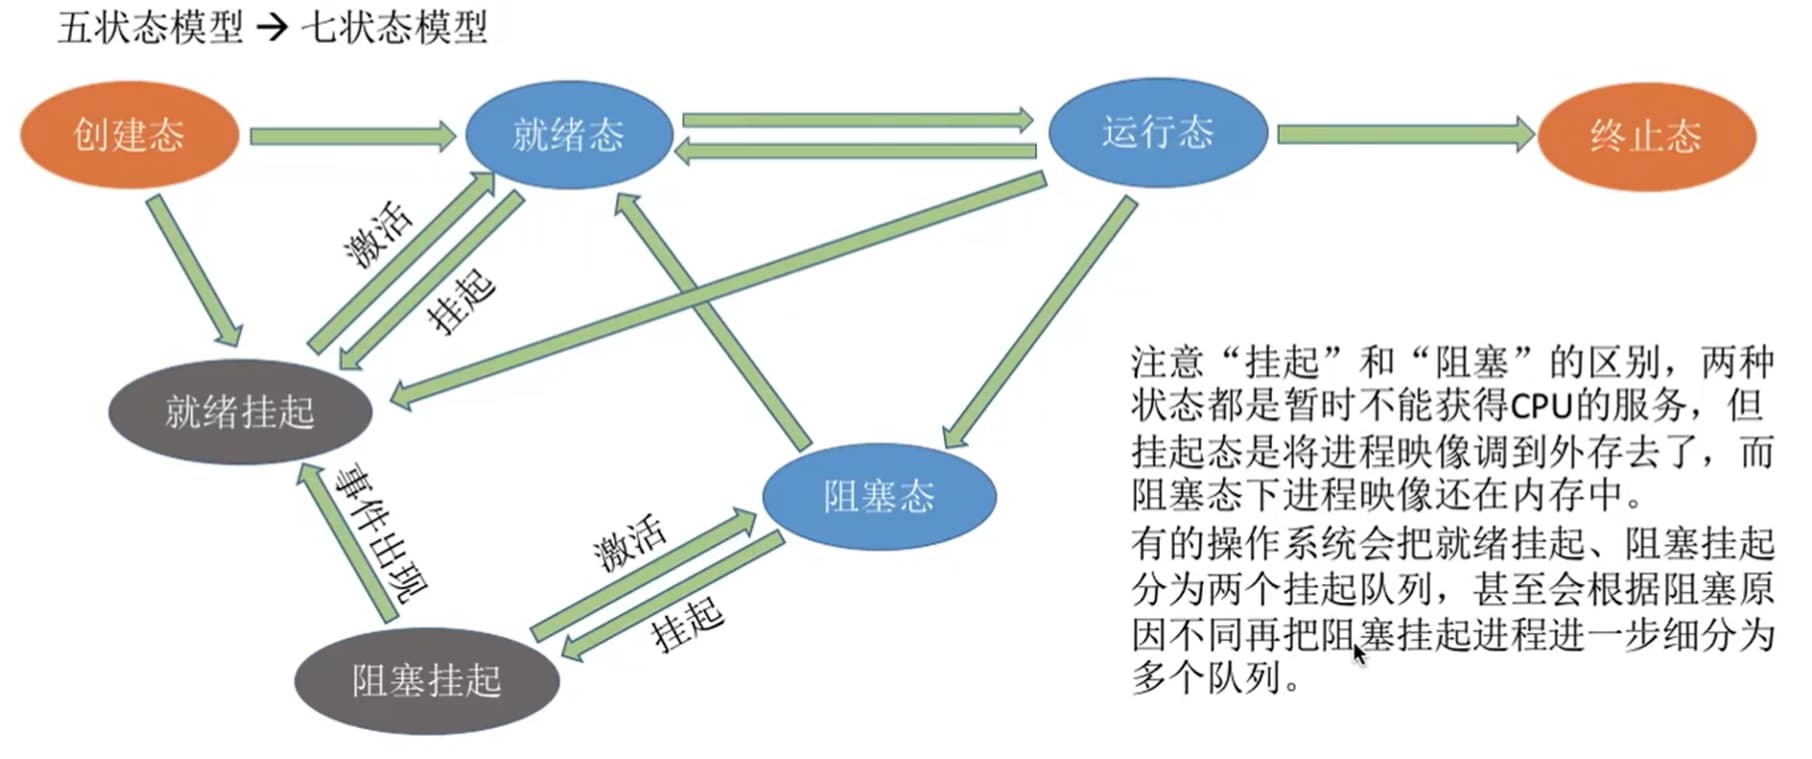 五状态模型 → 七状态模型
创建态
就绪态
运行态
终止态
激活
挂起
就绪挂起
事件出现
阻塞态
激活
挂起
阻塞挂起
注意“挂起”和“阻塞”的区别，两种
状态都是暂时不能获得CPU的服务，但
挂起态是将进程映像调到外存去了，而
阻塞态下进程映像还在内存中。
有的操作系统会把就绪挂起、阻塞挂起
分为两个挂起队列，甚至会根据阻塞原
因不同再把阻塞挂起进程进一步细分为
多个队列。